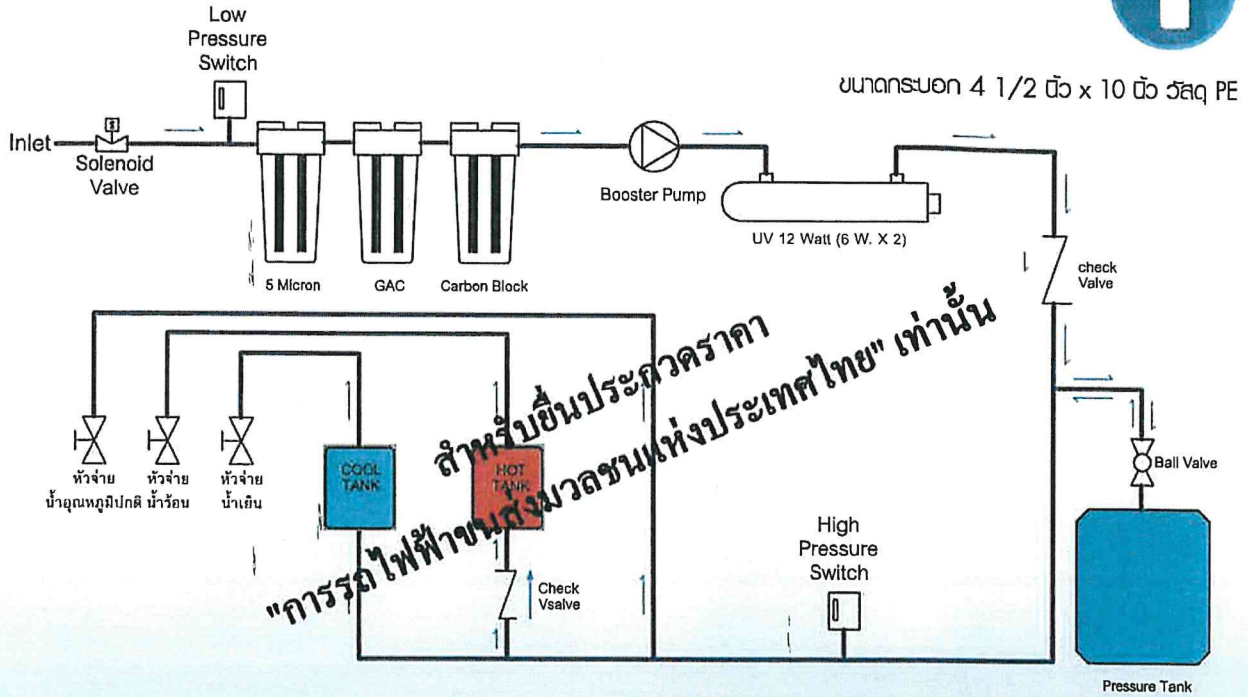 Low
Pressure
Switch
ขนาดกระบอก 4 1/2 นิ้ว x 10 นิ้ว วัสดุ PE
Inlet
Solenoid
Valve
Booster Pump
UV 12 Watt (6 W. X 2)
check
Valve
5 Micron
GAC
Carbon Block
สำหรับยื่นประกวดราคา
"การรถไฟฟ้าขนส่งมวลชนแห่งประเทศไทย" เท่านั้น
COOL
TANK
HOT
TANK
Ball Valve
หัวจ่าย
น้ำอุณหภูมิปกติ
หัวจ่าย
น้ำร้อน
หัวจ่าย
น้ำเย็น
High
Pressure
Switch
Check
Vsalve
Pressure Tank